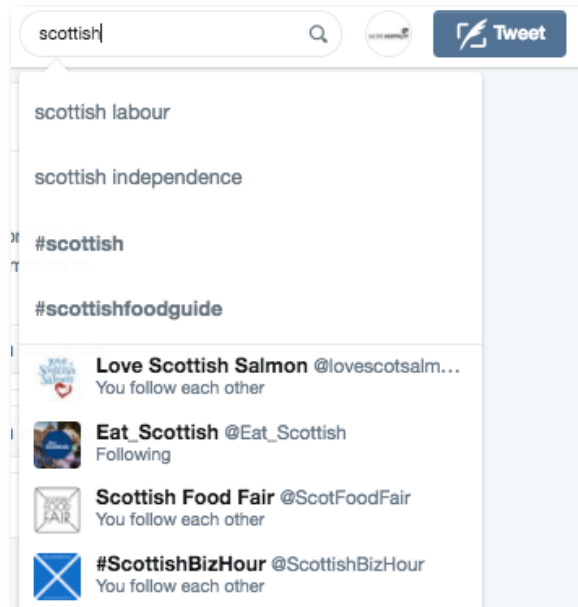 scottish
Tweet
scottish labour
scottish independence
#scottish
#scottishfoodguide
Love Scottish Salmon @lovescotsalm...
You follow each other
Eat_Scottish @Eat_Scottish
Following
Scottish Food Fair @ScotFoodFair
You follow each other
#ScottishBizHour @ScottishBizHour
You follow each other